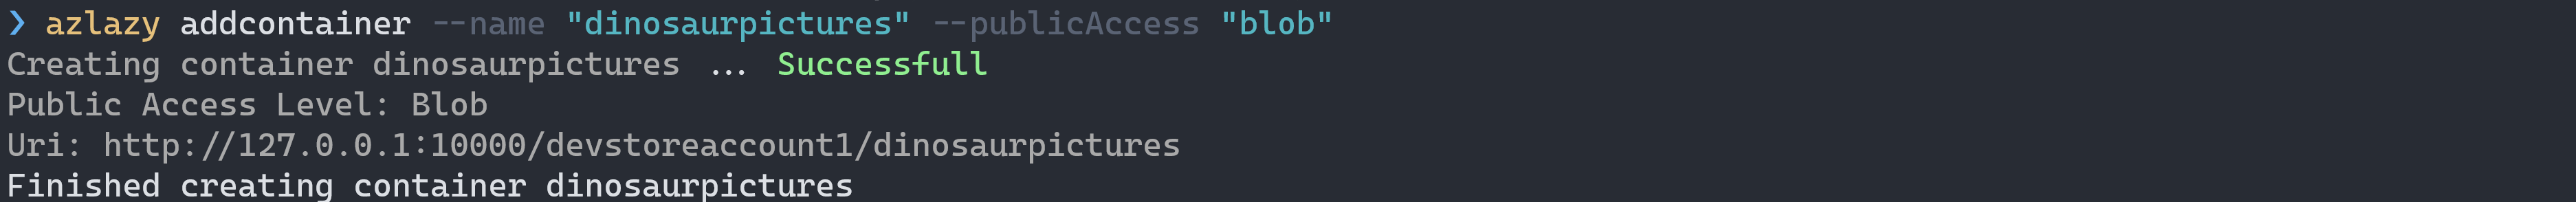 ❯ azlazy addcontainer --name "dinosaurpictures" --publicAccess "blob"
Creating container dinosaurpictures ... Successfull
Public Access Level: Blob
Uri: http://127.0.0.1:10000/devstoreaccount1/dinosaurpictures
Finished creating container dinosaurpictures